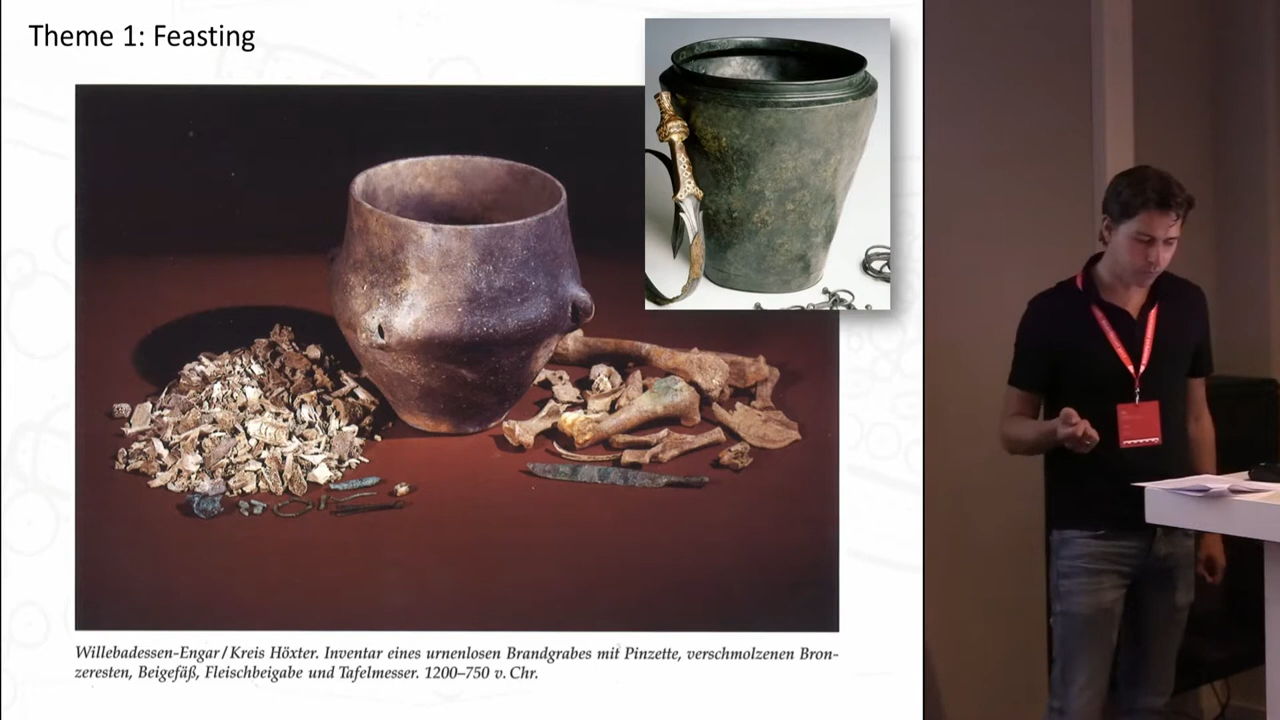 Theme 1: Feasting
Willebadessen-Engar / Kreis Höxter. Inventar eines urnenlosen Brandgrabes mit Pinzette, verschmolzenen Bron-
zeresten, Beigefäß, Fleischbeigabe und Tafelmesser. 1200–750 v. Chr.